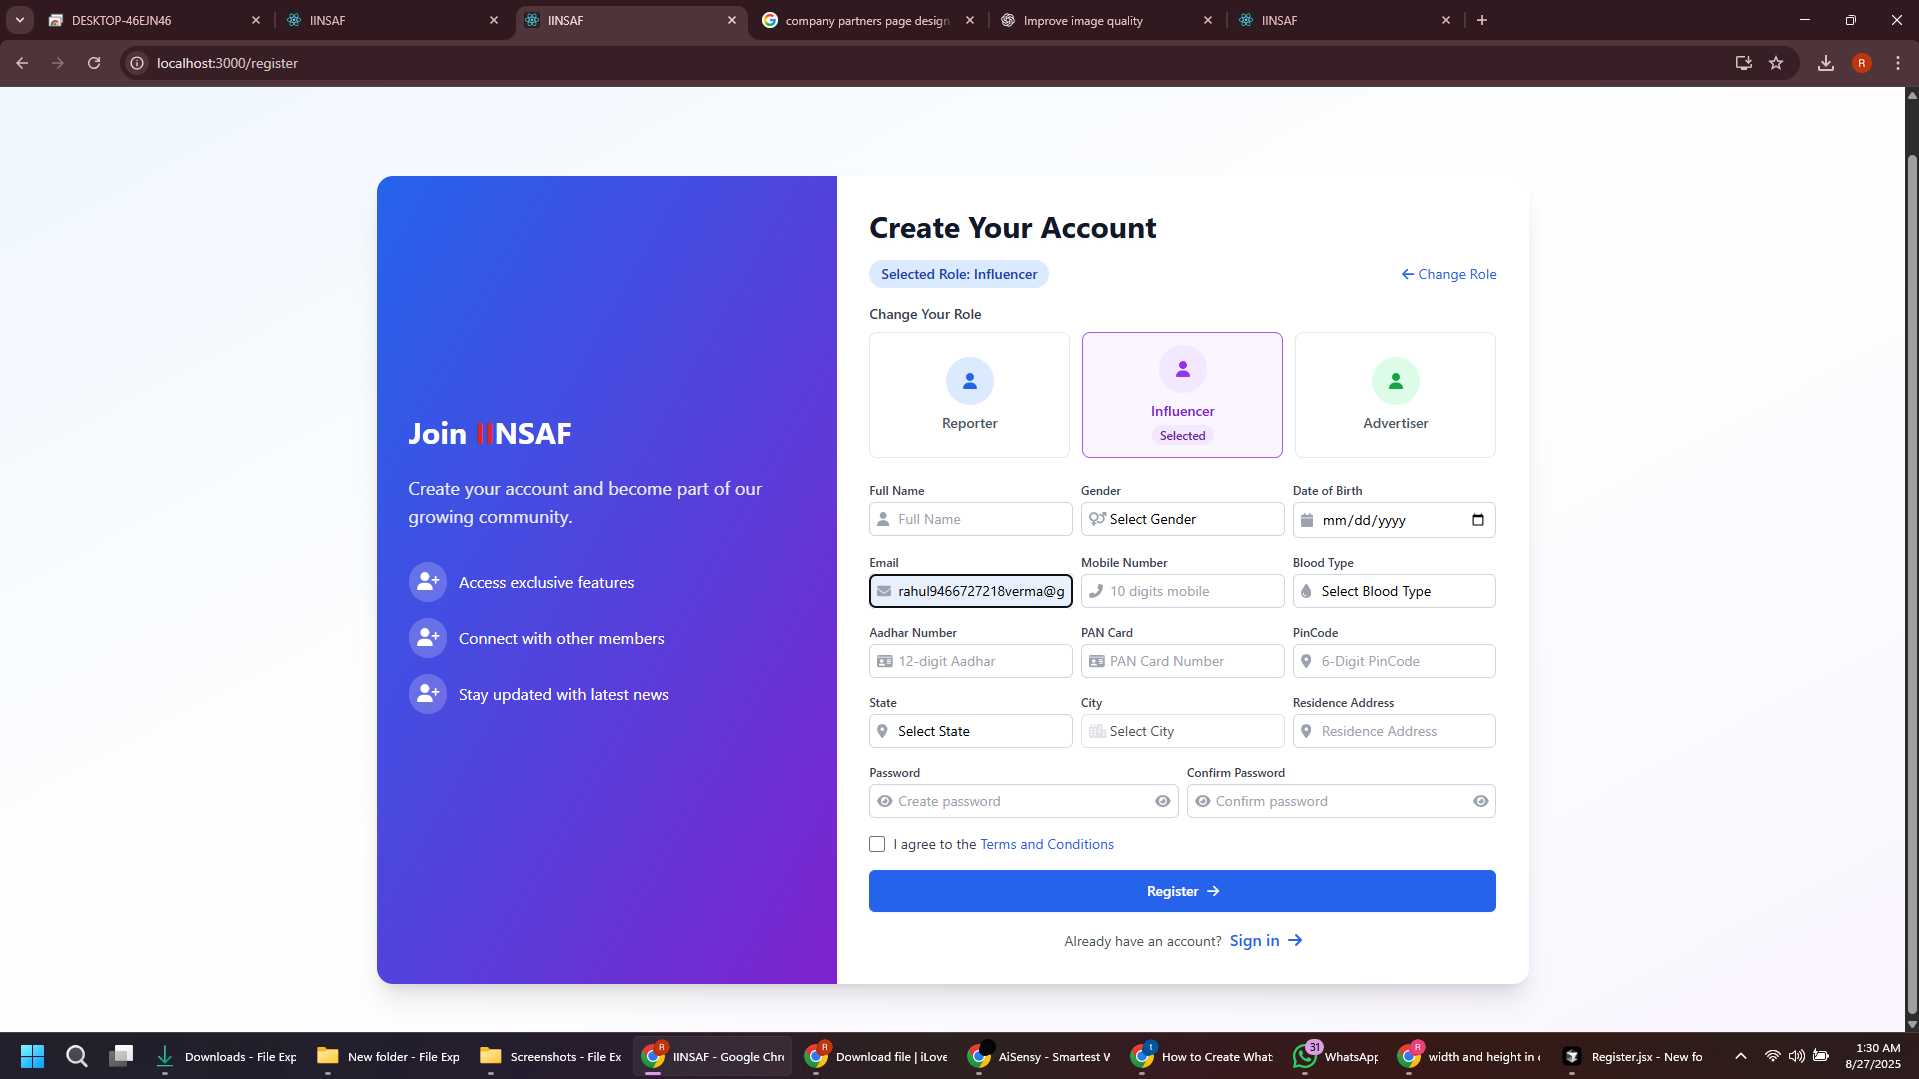 DESKTOP-46EJN46
IINSAF
IINSAF
company partners page design
Improve image quality
IINSAF
localhost:3000/register
R
Create Your Account
Selected Role: Influencer
Change Role
Change Your Role
Reporter
Influencer
Selected
Advertiser
Join IINSAF
Create your account and become part of our
growing community.
Access exclusive features
Connect with other members
Stay updated with latest news
Full Name
Gender
Date of Birth
Full Name
Select Gender
mm/dd/yyyy
Email
Mobile Number
Blood Type
rahul9466727218verma@g
10 digits mobile
Select Blood Type
Aadhar Number
PAN Card
PinCode
12-digit Aadhar
PAN Card Number
6-Digit PinCode
State
City
Residence Address
Select State
Select City
Residence Address
Password
Confirm Password
Create password
Confirm password
I agree to the Terms and Conditions
Register
Already have an account? Sign in
R
Downloads - File Exp
New folder - File Exp
Screenshots - File Ex
IINSAF - Google Chr
R
Download file | iLove
AiSensy - Smartest W
t
How to Create What
31
WhatsApp
R
width and height in
Register.jsx - New fo
1:30 AM
8/27/2025